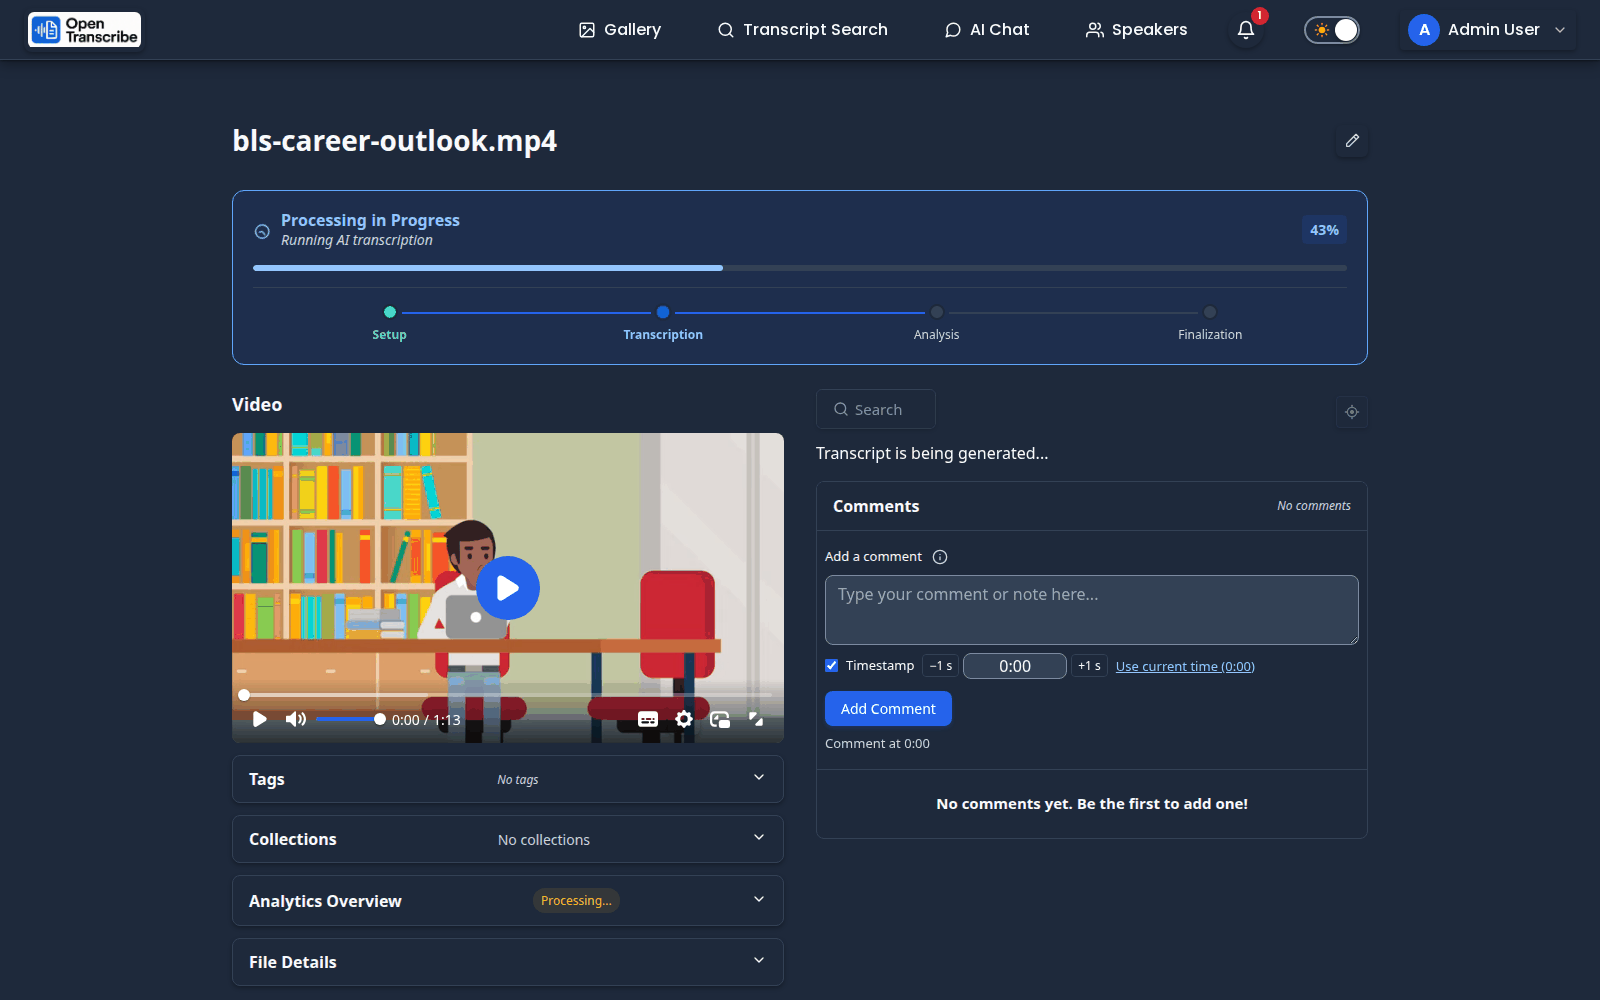 Open
Transcribe
Gallery
Transcript Search
AI Chat
Speakers
1
A
Admin User
bls-career-outlook.mp4
Processing in Progress
Running AI transcription
43%
Setup
Transcription
Analysis
Finalization
Video
0:00 / 1:13
Tags
No tags
Collections
No collections
Analytics Overview
Processing...
File Details
Search
Transcript is being generated...
Comments
No comments
Add a comment
Type your comment or note here...
Timestamp
−1 s
0:00
+1 s
Use current time (0:00)
Add Comment
Comment at 0:00
No comments yet. Be the first to add one!